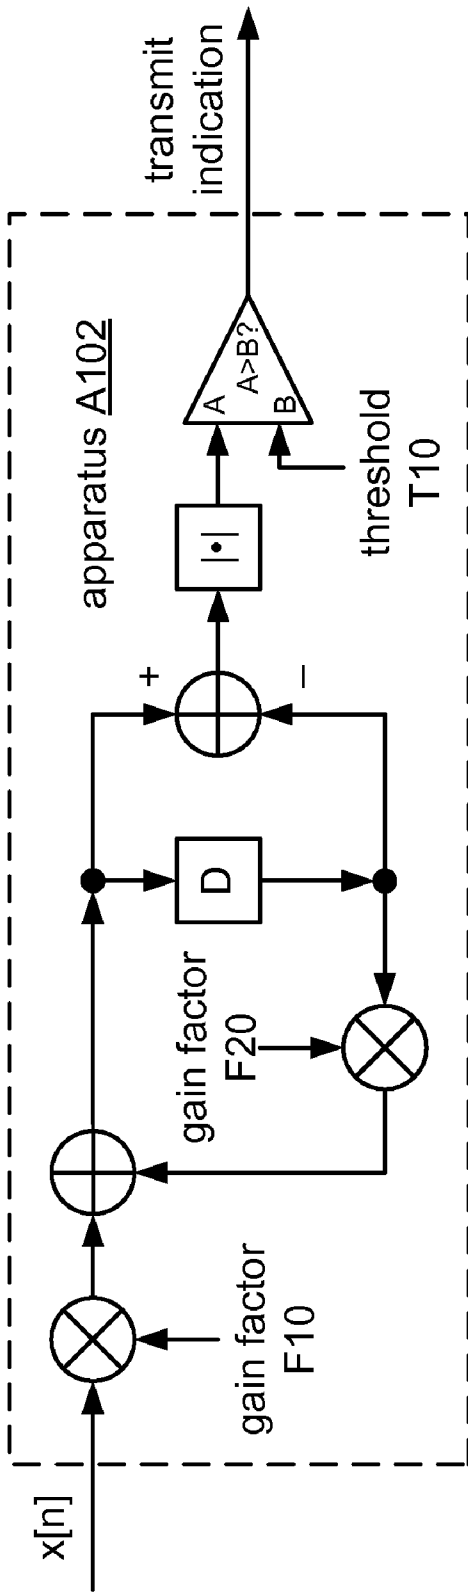 x[n]
gain factor
F10
gain factor
F20
D
+
−
|•|
apparatus A102
A
A>B?
B
threshold
T10
transmit
indication